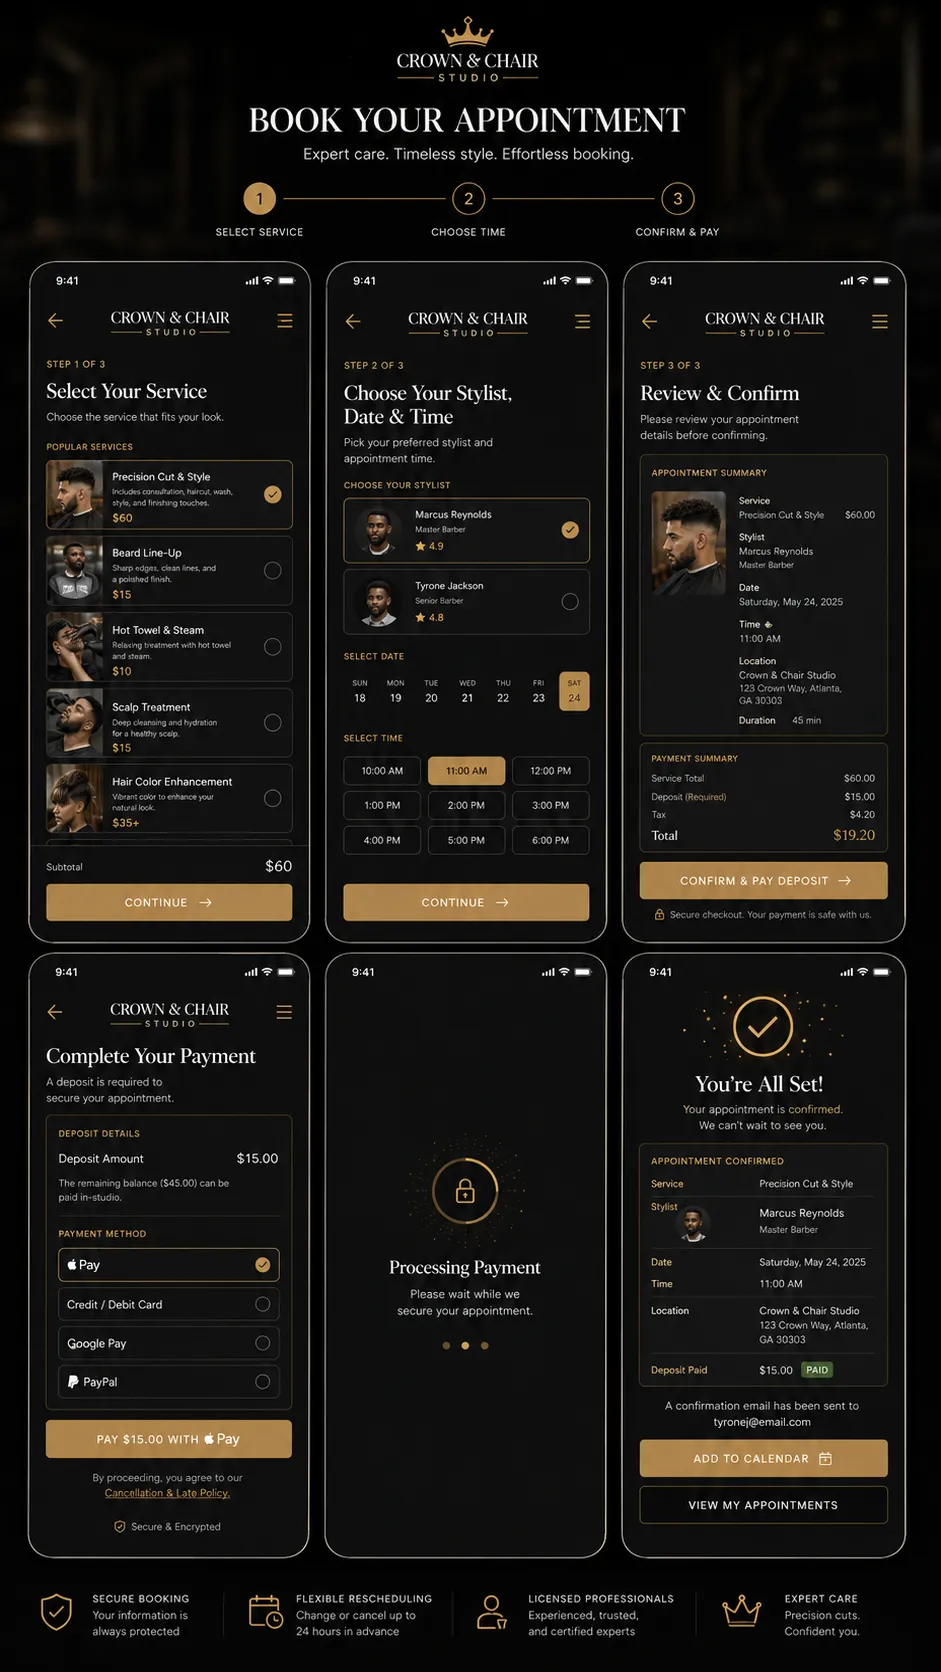 CROWN & CHAIR
STUDIO
BOOK YOUR APPOINTMENT
Expert care. Timeless style. Effortless booking.
1
2
3
SELECT SERVICE
CHOOSE TIME
CONFIRM & PAY
9:41
CROWN & CHAIR
STUDIO
STEP 1 OF 3
Select Your Service
Choose the service that fits your look.
POPULAR SERVICES
Precision Cut & Style
Includes consultation, haircut, wash,
style, and finishing touches.
$60
Beard Line-Up
Sharp edges, clean lines, and
a polished finish.
$15
Hot Towel & Steam
Relaxing treatment with hot towel
and steam.
$10
Scalp Treatment
Deep cleansing and hydration
for a healthy scalp.
$15
Hair Color Enhancement
Vibrant color to enhance your
natural look.
$35+
Subtotal $60
CONTINUE →
9:41
CROWN & CHAIR
STUDIO
STEP 2 OF 3
Choose Your Stylist,
Date & Time
Pick your preferred stylist and
appointment time.
CHOOSE YOUR STYLIST
Marcus Reynolds
Master Barber
★ 4.9
Tyrone Jackson
Senior Barber
★ 4.8
SELECT DATE
SUN MON TUE WED THU FRI SAT
18 19 20 21 22 23 24
SELECT TIME
10:00 AM 11:00 AM 12:00 PM
1:00 PM 2:00 PM 3:00 PM
4:00 PM 5:00 PM 6:00 PM
CONTINUE →
9:41
CROWN & CHAIR
STUDIO
STEP 3 OF 3
Review & Confirm
Please review your appointment
details before confirming.
APPOINTMENT SUMMARY
Service
Precision Cut & Style $60.00
Stylist
Marcus Reynolds
Master Barber
Date
Saturday, May 24, 2025
Time
11:00 AM
Location
Crown & Chair Studio
123 Crown Way, Atlanta,
GA 30303
Duration 45 min
PAYMENT SUMMARY
Service Total $60.00
Deposit (Required) $15.00
Tax $4.20
Total $19.20
CONFIRM & PAY DEPOSIT →
Secure checkout. Your payment is safe with us.
9:41
CROWN & CHAIR
STUDIO
Complete Your Payment
A deposit is required to
secure your appointment.
DEPOSIT DETAILS
Deposit Amount $15.00
The remaining balance ($45.00) can be
paid in-studio.
PAYMENT METHOD
Pay
Credit / Debit Card
Google Pay
PayPal
PAY $15.00 WITH Pay
By proceeding, you agree to our
Cancellation & Late Policy.
Secure & Encrypted
9:41
Processing Payment
Please wait while we
secure your appointment.
9:41
You're All Set!
Your appointment is confirmed.
We can't wait to see you.
APPOINTMENT CONFIRMED
Service Precision Cut & Style
Stylist Marcus Reynolds
Master Barber
Date Saturday, May 24, 2025
Time 11:00 AM
Location Crown & Chair Studio
123 Crown Way, Atlanta,
GA 30303
Deposit Paid $15.00 PAID
A confirmation email has been sent to
tyronej@email.com
ADD TO CALENDAR
VIEW MY APPOINTMENTS
SECURE BOOKING
Your information is
always protected
FLEXIBLE RESCHEDULING
Change or cancel up to
24 hours in advance
LICENSED PROFESSIONALS
Experienced, trusted,
and certified experts
EXPERT CARE
Precision cuts.
Confident you.